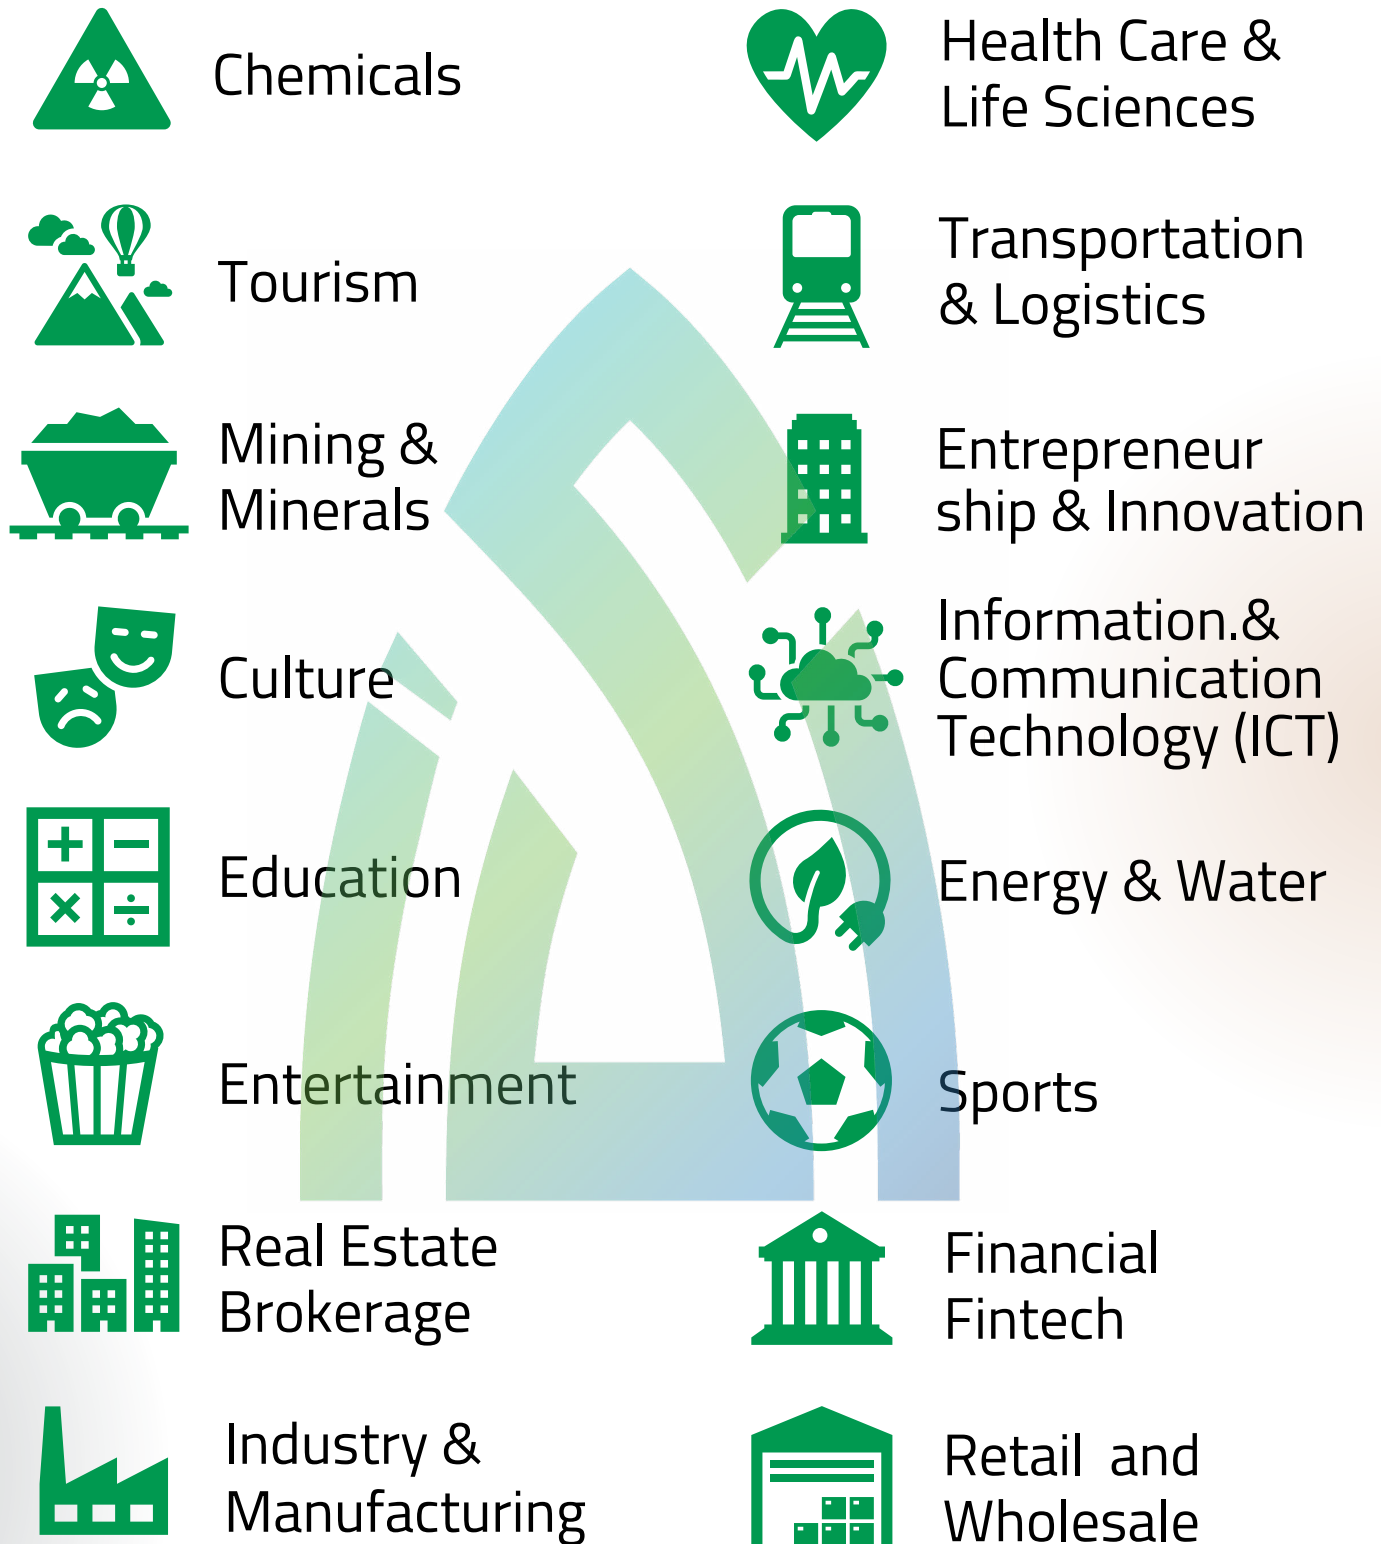 Chemicals
Health Care &
Life Sciences
Tourism
Transportation
& Logistics
Mining &
Minerals
Entrepreneur
ship & Innovation
Culture
Information.&
Communication
Technology (ICT)
Education
Energy & Water
Entertainment
Sports
Real Estate
Brokerage
Financial
Fintech
Industry &
Manufacturing
Retail and
Wholesale